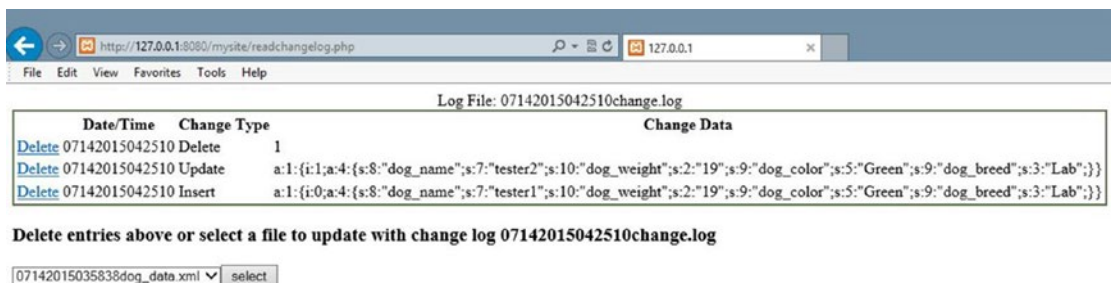 http://127.0.0.1:8080/mysite/readchangelog.php 127.0.0.1
File Edit View Favorites Tools Help
Log File: 07142015042510change.log
Date/Time Change Type Change Data
Delete 07142015042510 Delete 1
Delete 07142015042510 Update a:1:{i:1;a:4:{s:8:"dog_name";s:7:"tester2";s:10:"dog_weight";s:2:"19";s:9:"dog_color";s:5:"Green";s:9:"dog_breed";s:3:"Lab";}}
Delete 07142015042510 Insert a:1:{i:0;a:4:{s:8:"dog_name";s:7:"tester1";s:10:"dog_weight";s:2:"19";s:9:"dog_color";s:5:"Green";s:9:"dog_breed";s:3:"Lab";}}
Delete entries above or select a file to update with change log 07142015042510change.log
07142015035838dog_data.xml select